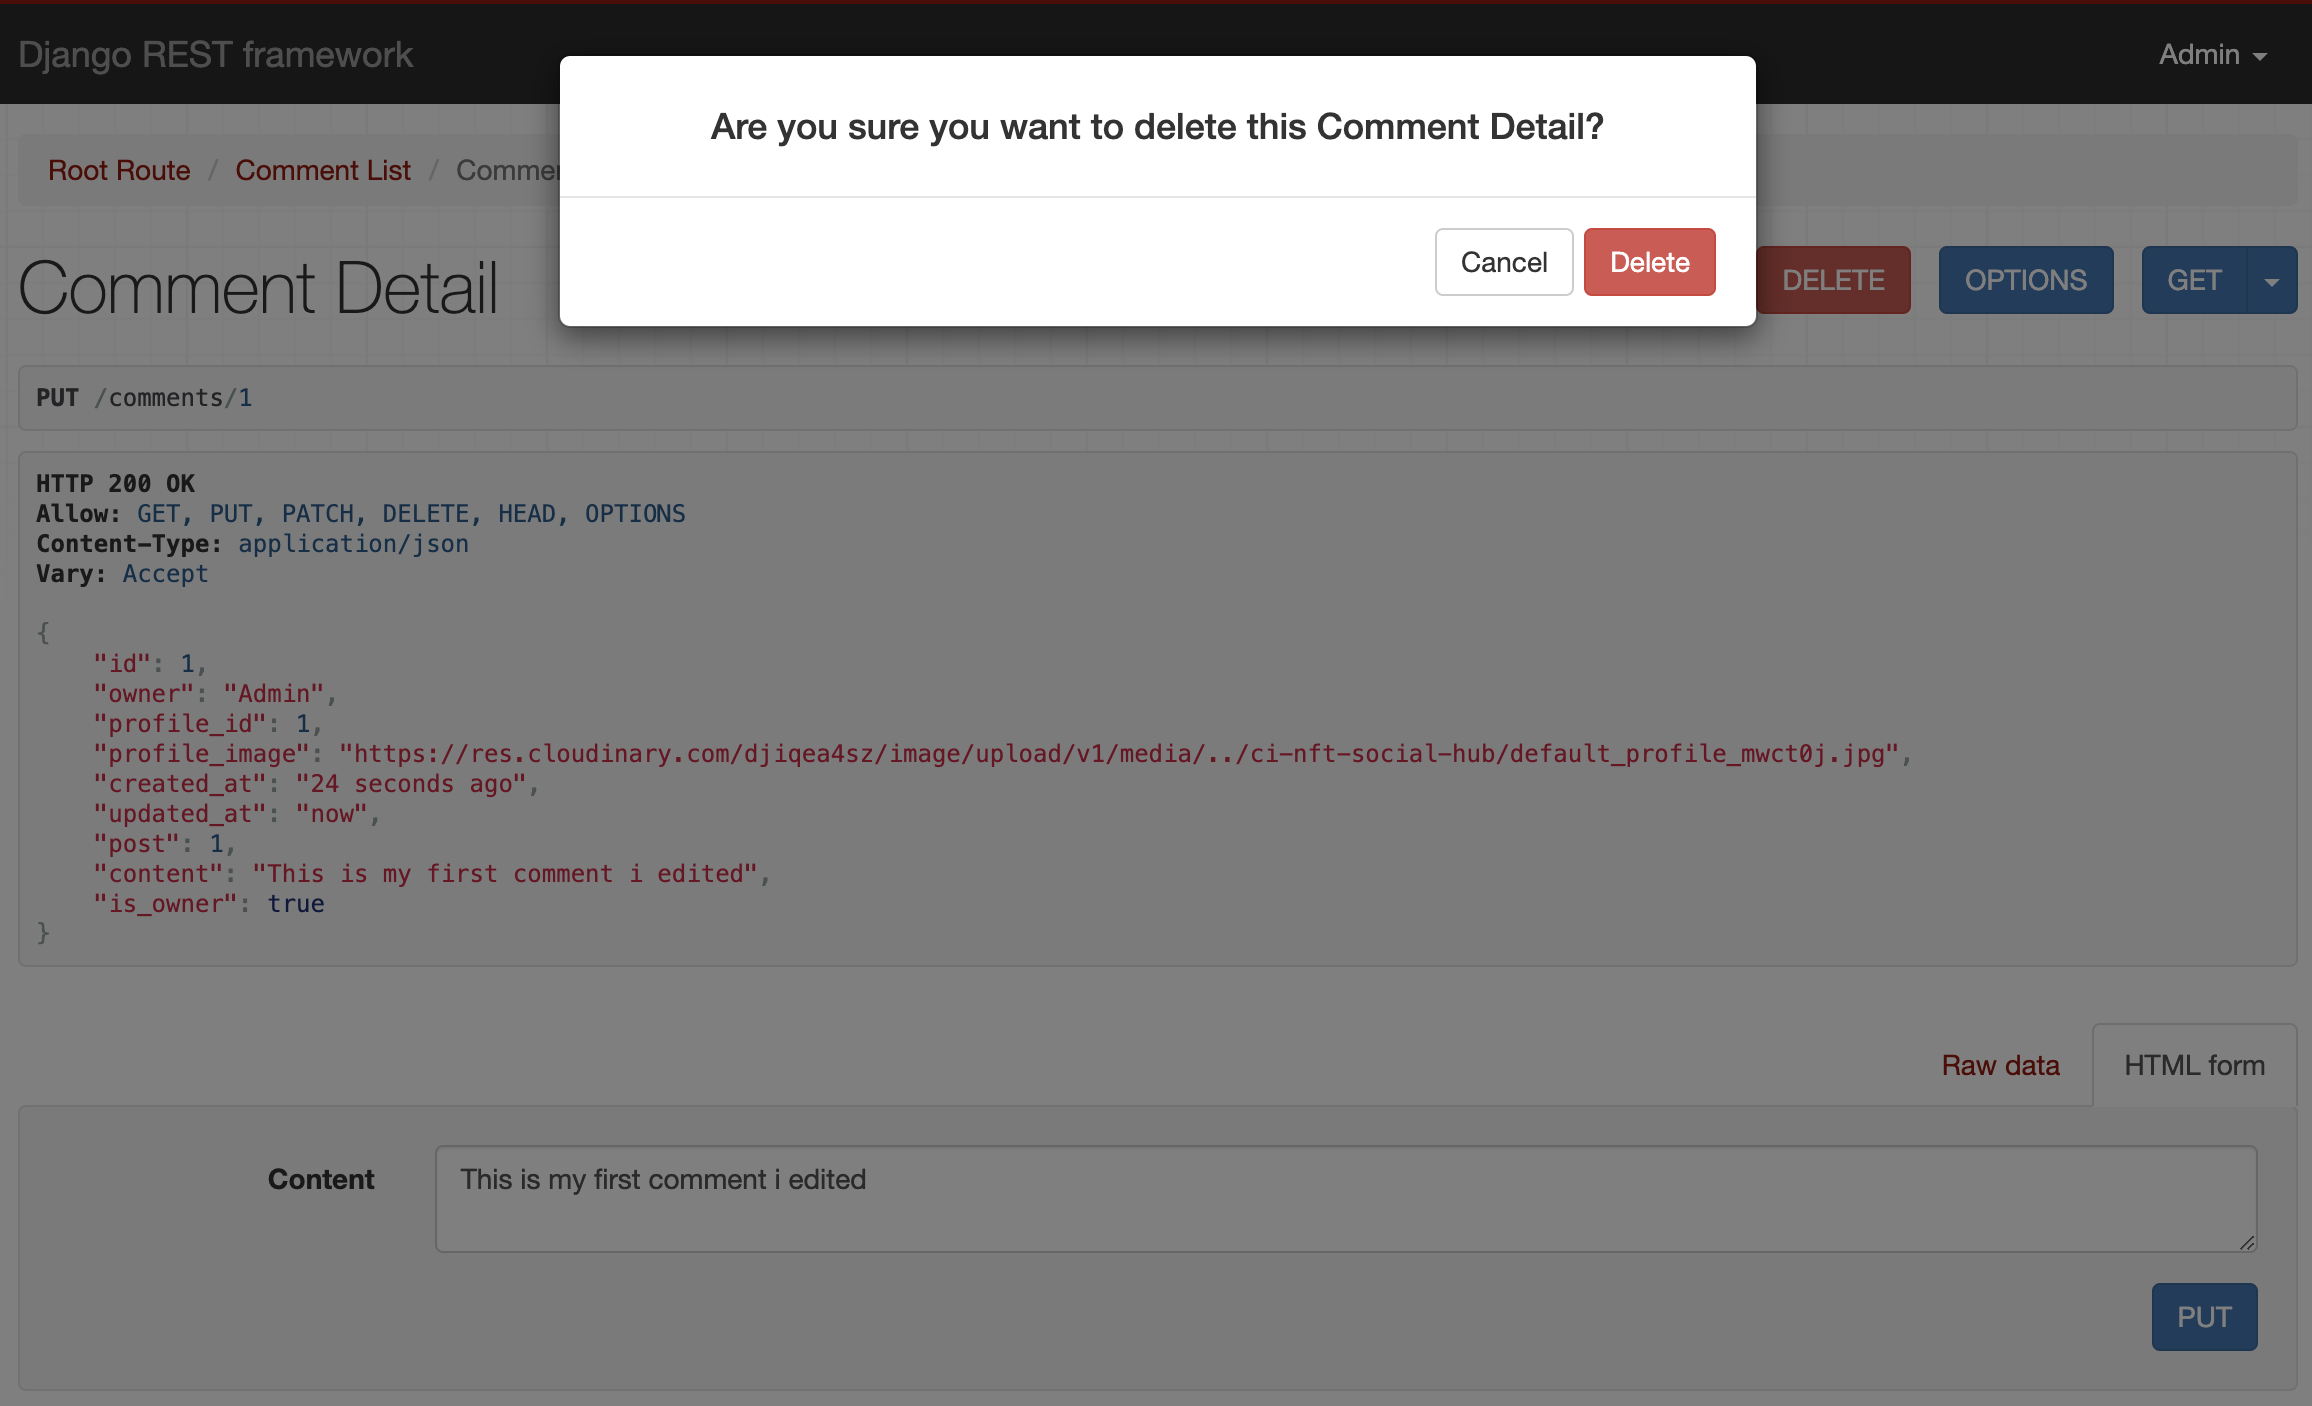 Django REST framework
Admin
Are you sure you want to delete this Comment Detail?
Root Route / Comment List /
Cancel
Delete
Comment Detail
DELETE
OPTIONS
GET
PUT /comments/1
HTTP 200 OK
Allow: GET, PUT, PATCH, DELETE, HEAD, OPTIONS
Content-Type: application/json
Vary: Accept
{
"id": 1,
"owner": "Admin",
"profile_id": 1,
"profile_image": "https://res.cloudinary.com/djiqea4sz/image/upload/v1/media/../ci-nft-social-hub/default_profile_mwct0j.jpg",
"created_at": "24 seconds ago",
"updated_at": "now",
"post": 1,
"content": "This is my first comment i edited",
"is_owner": true
}
Raw data
HTML form
Content
This is my first comment i edited
PUT